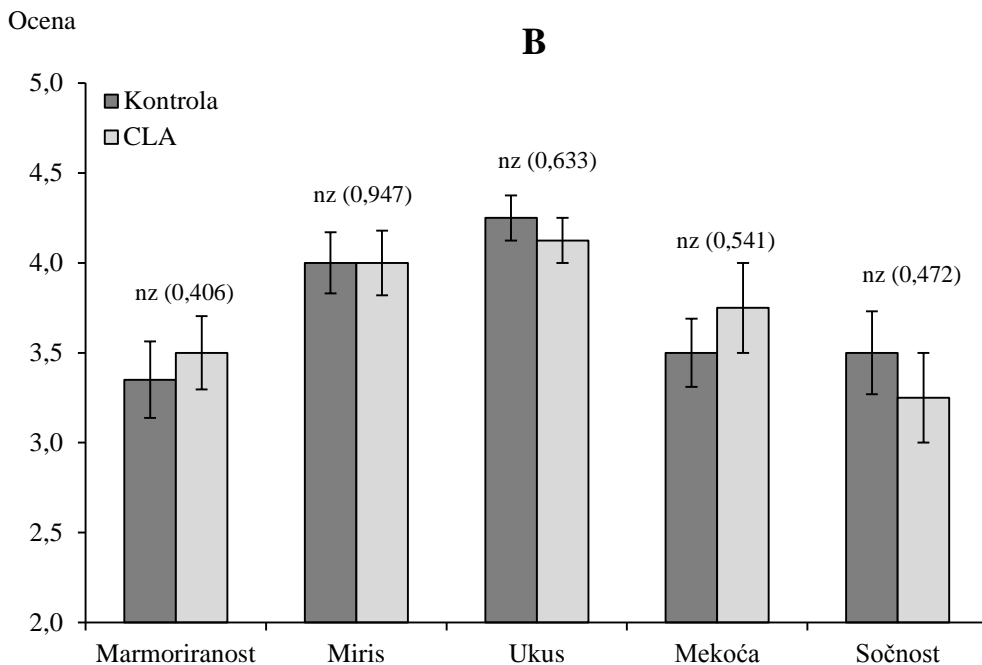 Ocena
B
5,0
4,5
4,0
3,5
3,0
2,5
2,0
Kontrola
CLA
nz (0,406)
nz (0,947)
nz (0,633)
nz (0,541)
nz (0,472)
Marmoriranost Miris Ukus Mekoća Sočnost